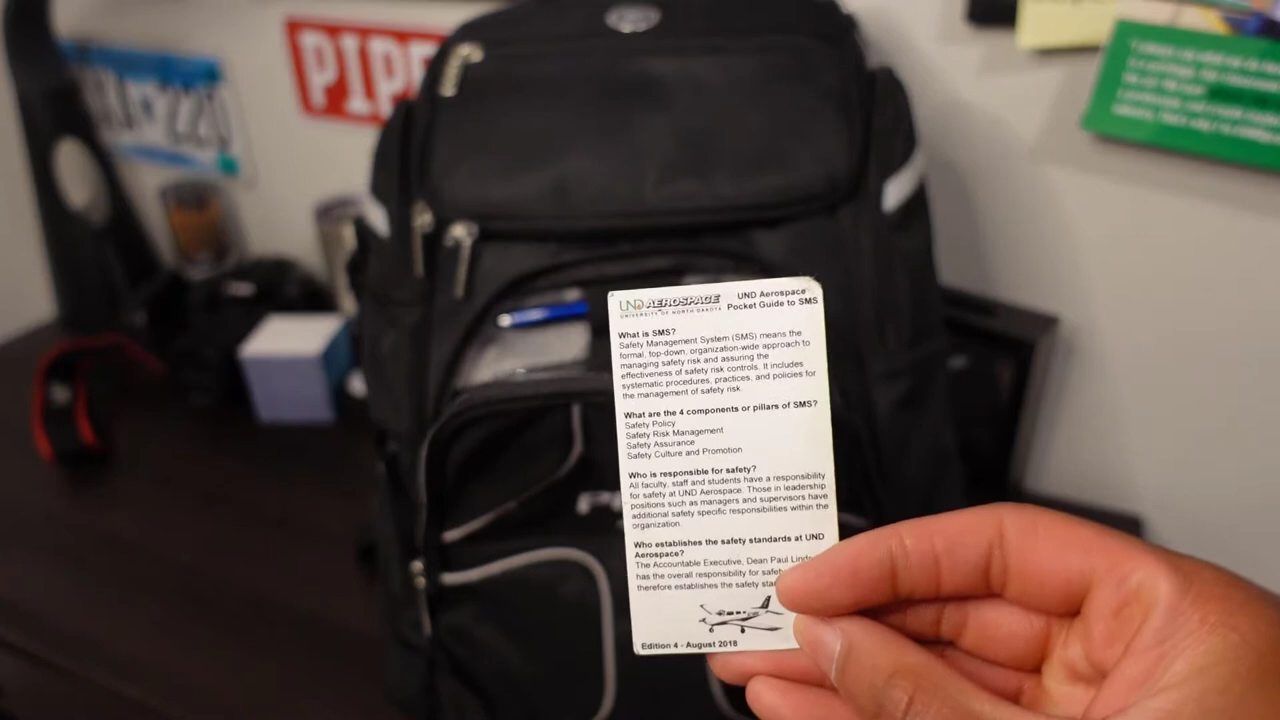 PIPE
UND AEROSPACE
UNIVERSITY OF NORTH DAKOTA
UND Aerospace
Pocket Guide to SMS
What is SMS?
Safety Management System (SMS) means the
formal, top-down, organization-wide approach to
managing safety risk and assuring the
effectiveness of safety risk controls. It includes
systematic procedures, practices, and policies for
the management of safety risk.
What are the 4 components or pillars of SMS?
Safety Policy
Safety Risk Management
Safety Assurance
Safety Culture and Promotion
Who is responsible for safety?
All faculty, staff and students have a responsibility
for safety at UND Aerospace. Those in leadership
positions such as managers and supervisors have
additional safety specific responsibilities within the
organization.
Who establishes the safety standards at UND
Aerospace?
The Accountable Executive, Dean Paul
has the overall responsibility for
therefore establishes the safety
Edition 4 - August 2018